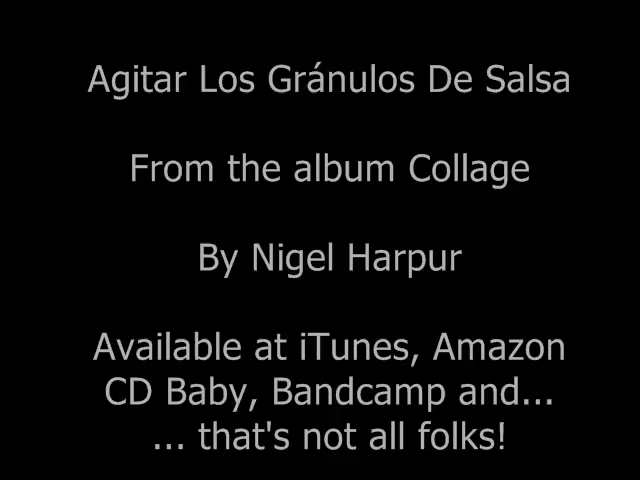 Agitar Los Gránulos De Salsa
From the album Collage
By Nigel Harpur
Available at iTunes, Amazon
CD Baby, Bandcamp and...
... that's not all folks!